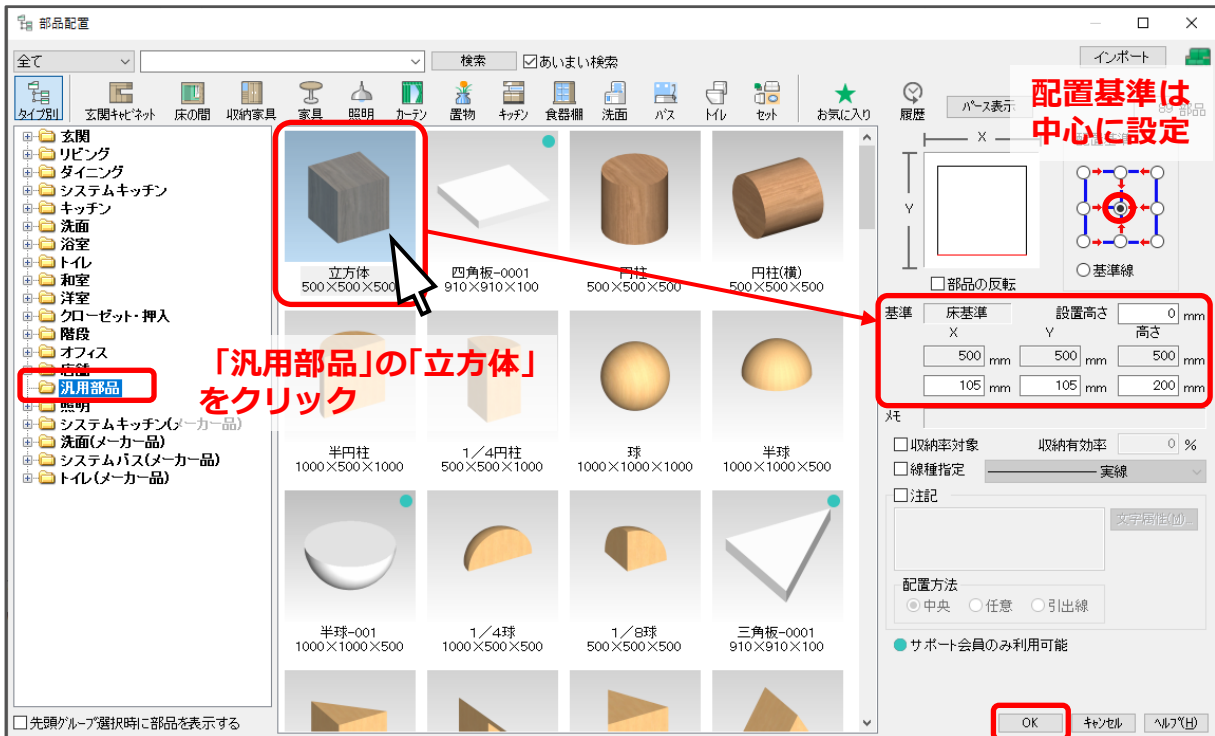 部品配置
全て
検索
あいまい検索
インポート
タイプ別
玄関キャビネット
床の間
収納家具
家具
照明
カーテン
置物
キッチン
食器棚
洗面
バス
トイレ
セット
お気に入り
履歴
パース表示
89 部品
配置基準は
中心に設定
玄関
リビング
ダイニング
システムキッチン
キッチン
洗面
浴室
トイレ
和室
洋室
クローゼット・押入
階段
オフィス
店舗
汎用部品
照明
システムキッチン(メーカー品)
洗面(メーカー品)
システムバス(メーカー品)
トイレ(メーカー品)
先頭グループ選択時に部品を表示する
立方体
500×500×500
四角板-0001
910×910×100
円柱
500×500×500
円柱(横)
500×500×500
「汎用部品」の「立方体」
をクリック
半円柱
1000×500×1000
1/4円柱
500×500×1000
球
1000×1000×1000
半球
1000×1000×500
半球-001
1000×1000×500
1/4球
1000×500×500
1/8球
500×500×500
三角板-0001
910×910×100
X
Y
部品の反転
基準線
基準
床基準
設置高さ
0 mm
X
Y
高さ
500 mm
500 mm
500 mm
105 mm
105 mm
200 mm
メモ
収納率対象
収納有効率
0 %
線種指定
実線
注記
文字属性(M)...
配置方法
中央
任意
引出線
サポート会員のみ利用可能
OK
キャンセル
ヘルプ(H)